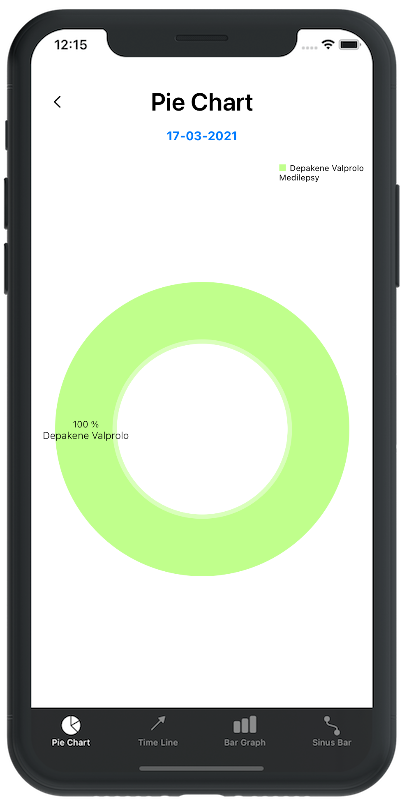 12:15
Pie Chart
17-03-2021
Depakene Valprolo
Medilepsy
100 %
Depakene Valprolo
Pie Chart
Time Line
Bar Graph
Sinus Bar